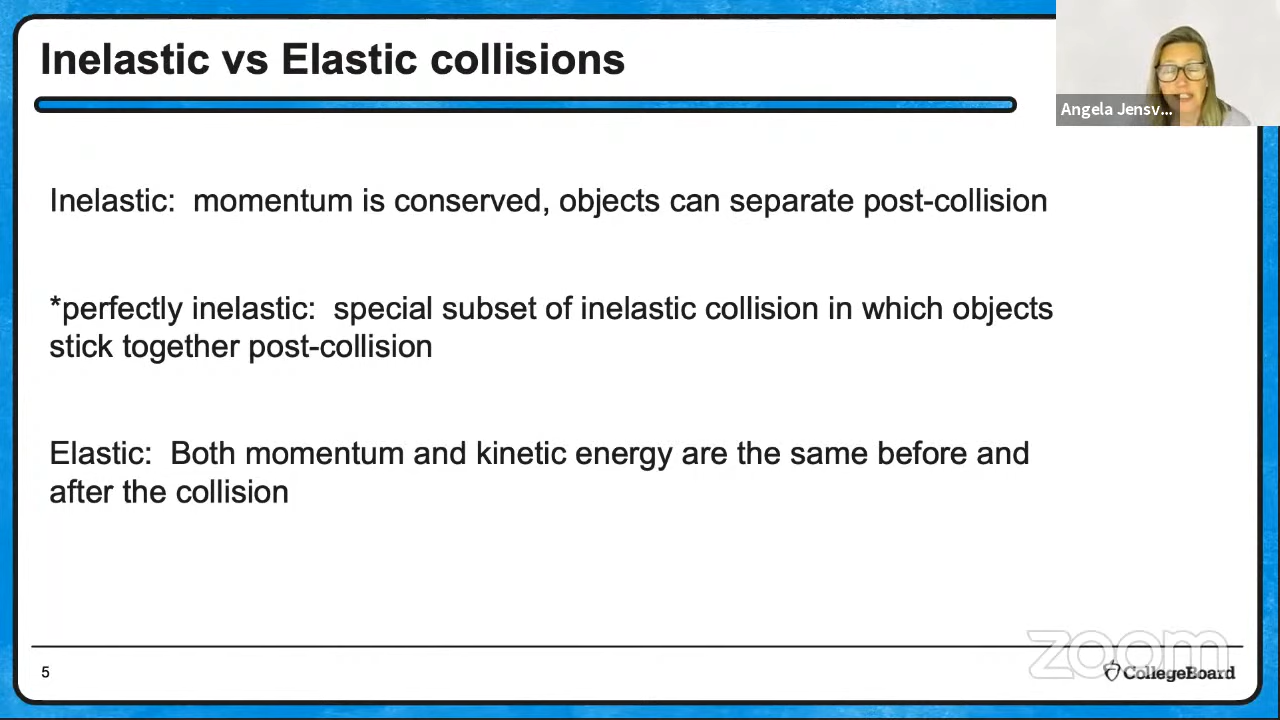 Inelastic vs Elastic collisions
Angela Jensv...
Inelastic:  momentum is conserved, objects can separate post-collision
*perfectly inelastic:  special subset of inelastic collision in which objects
stick together post-collision
Elastic:  Both momentum and kinetic energy are the same before and
after the collision
zoom
5
CollegeBoard